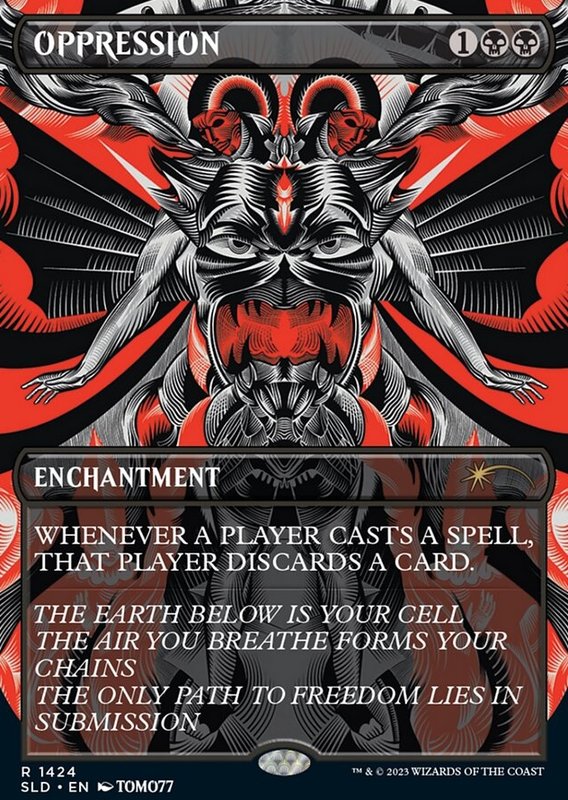 OPPRESSION 1
ENCHANTMENT
WHENEVER A PLAYER CASTS A SPELL,
THAT PLAYER DISCARDS A CARD.
THE EARTH BELOW IS YOUR CELL
THE AIR YOU BREATHE FORMS YOUR
CHAINS
THE ONLY PATH TO FREEDOM LIES IN
SUBMISSION
R 1424
SLD • EN TOMO77
™ & © 2023 WIZARDS OF THE COAST